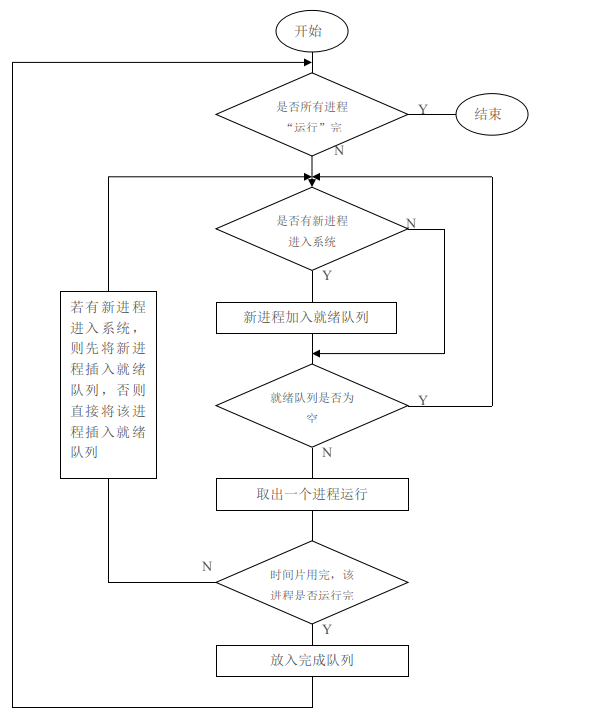 开始
是否所有进程
“运行”完
Y
结束
N
是否有新进程
进入系统
N
Y
若有新进程
进入系统，
则先将新进
程插入就绪
队列，否则
直接将该进
程插入就绪
队列
新进程加入就绪队列
就绪队列是否为
空
Y
N
取出一个进程运行
N
时间片用完，该
进程是否运行完
Y
放入完成队列